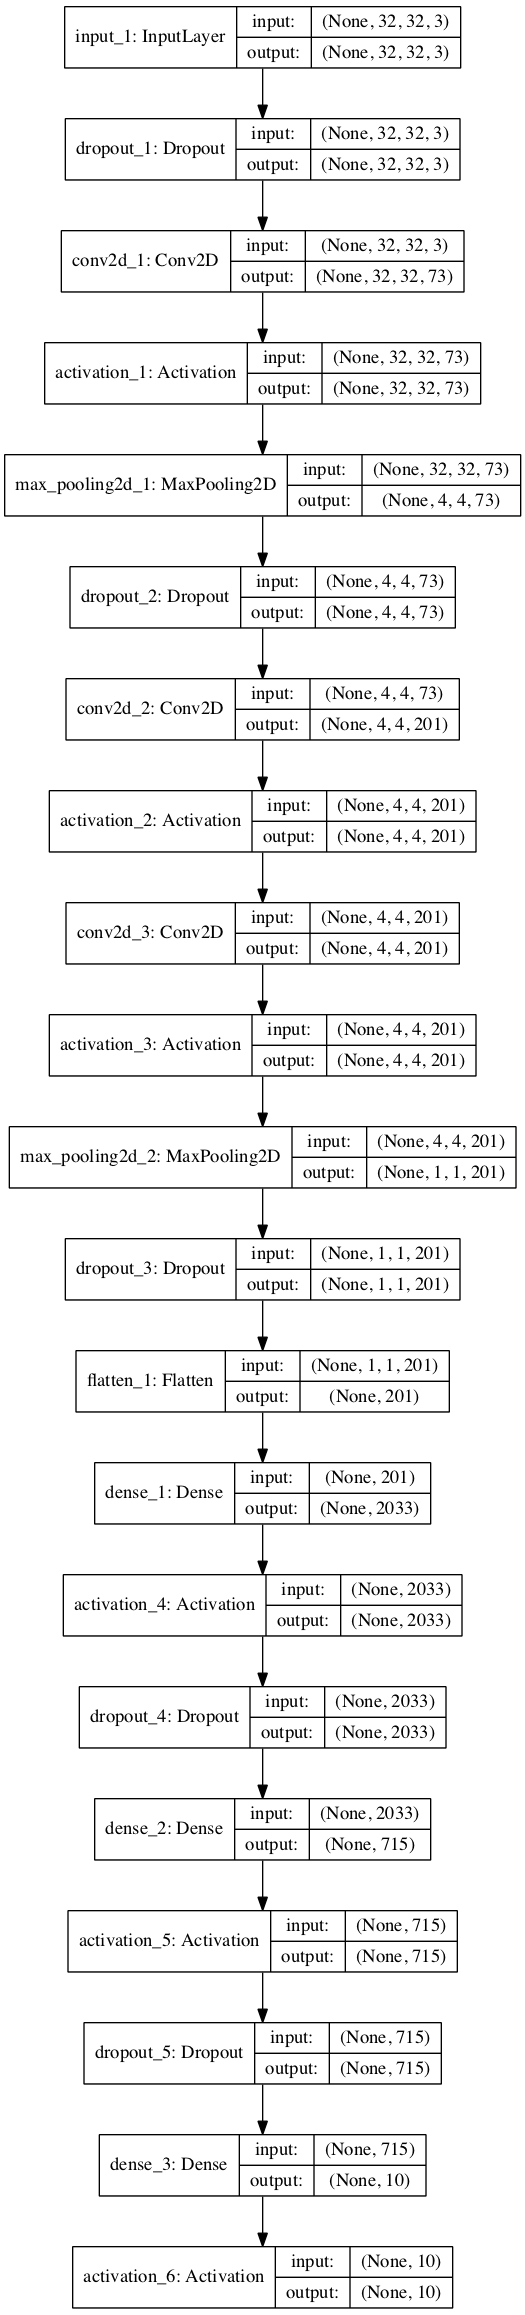 input_1: InputLayer
input: (None, 32, 32, 3)
output: (None, 32, 32, 3)
dropout_1: Dropout
input: (None, 32, 32, 3)
output: (None, 32, 32, 3)
conv2d_1: Conv2D
input: (None, 32, 32, 3)
output: (None, 32, 32, 73)
activation_1: Activation
input: (None, 32, 32, 73)
output: (None, 32, 32, 73)
max_pooling2d_1: MaxPooling2D
input: (None, 32, 32, 73)
output: (None, 4, 4, 73)
dropout_2: Dropout
input: (None, 4, 4, 73)
output: (None, 4, 4, 73)
conv2d_2: Conv2D
input: (None, 4, 4, 73)
output: (None, 4, 4, 201)
activation_2: Activation
input: (None, 4, 4, 201)
output: (None, 4, 4, 201)
conv2d_3: Conv2D
input: (None, 4, 4, 201)
output: (None, 4, 4, 201)
activation_3: Activation
input: (None, 4, 4, 201)
output: (None, 4, 4, 201)
max_pooling2d_2: MaxPooling2D
input: (None, 4, 4, 201)
output: (None, 1, 1, 201)
dropout_3: Dropout
input: (None, 1, 1, 201)
output: (None, 1, 1, 201)
flatten_1: Flatten
input: (None, 1, 1, 201)
output: (None, 201)
dense_1: Dense
input: (None, 201)
output: (None, 2033)
activation_4: Activation
input: (None, 2033)
output: (None, 2033)
dropout_4: Dropout
input: (None, 2033)
output: (None, 2033)
dense_2: Dense
input: (None, 2033)
output: (None, 715)
activation_5: Activation
input: (None, 715)
output: (None, 715)
dropout_5: Dropout
input: (None, 715)
output: (None, 715)
dense_3: Dense
input: (None, 715)
output: (None, 10)
activation_6: Activation
input: (None, 10)
output: (None, 10)